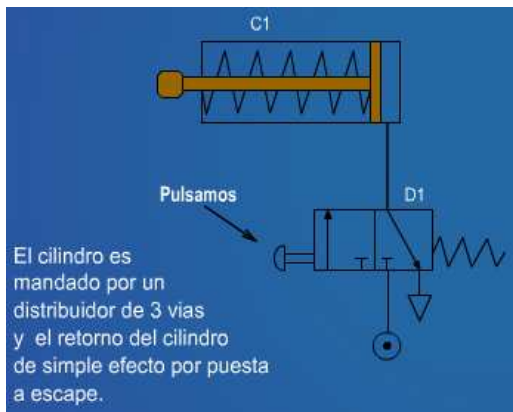 C1
Pulsamos
D1
El cilindro es
mandado por un
distribuidor de 3 vias
y el retorno del cilindro
de simple efecto por puesta
a escape.